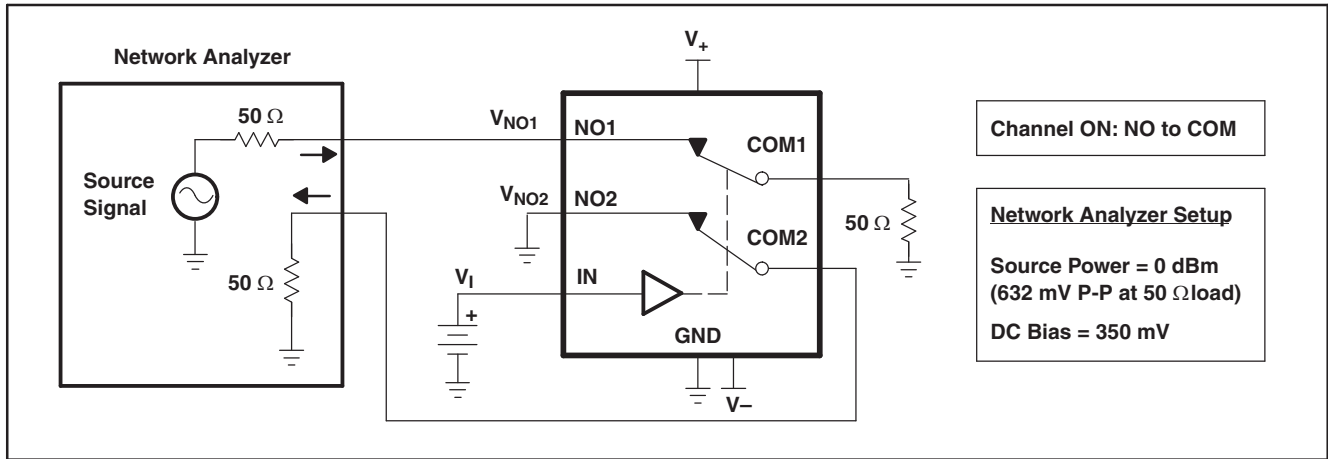 Network Analyzer
50 Ω
Source
Signal
50 Ω
V+
VNO1
NO1
COM1
VNO2
NO2
COM2
50 Ω
VI
IN
+
GND
V–
Channel ON: NO to COM
Network Analyzer Setup
Source Power = 0 dBm
(632 mV P-P at 50 Ω load)
DC Bias = 350 mV